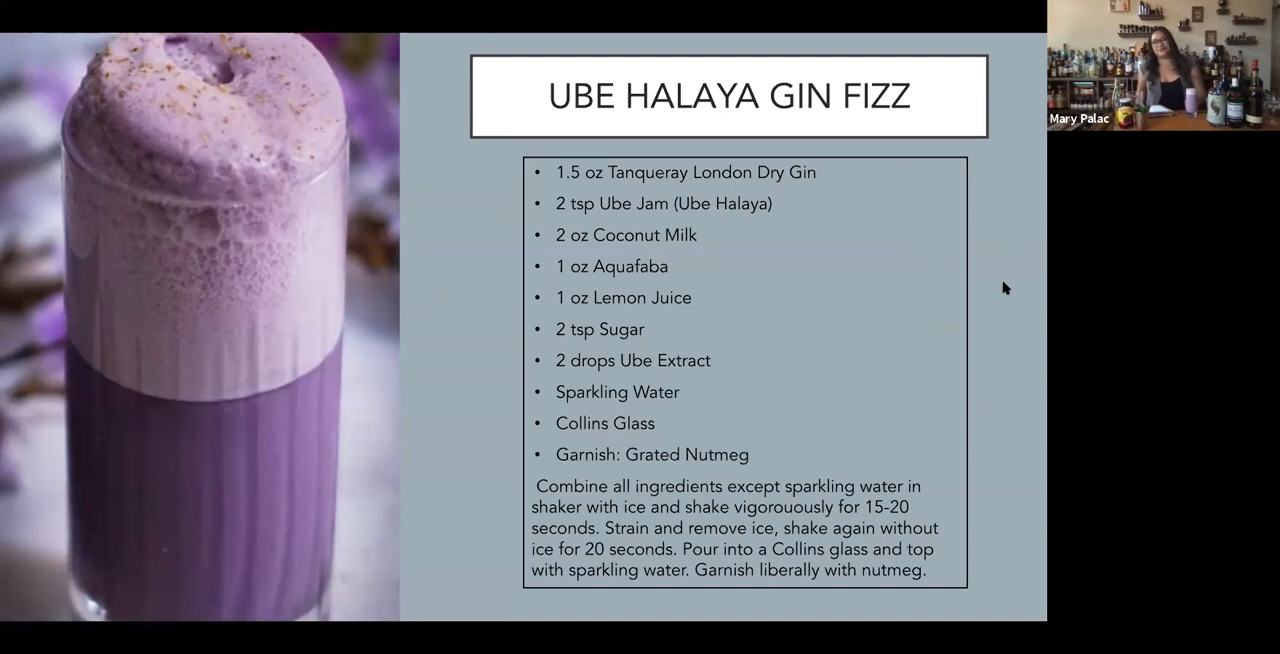 UBE HALAYA GIN FIZZ
Mary Palac
• 1.5 oz Tanqueray London Dry Gin
• 2 tsp Ube Jam (Ube Halaya)
• 2 oz Coconut Milk
• 1 oz Aquafaba
• 1 oz Lemon Juice
• 2 tsp Sugar
• 2 drops Ube Extract
• Sparkling Water
• Collins Glass
• Garnish: Grated Nutmeg
Combine all ingredients except sparkling water in
shaker with ice and shake vigorouously for 15-20
seconds. Strain and remove ice, shake again without
ice for 20 seconds. Pour into a Collins glass and top
with sparkling water. Garnish liberally with nutmeg.